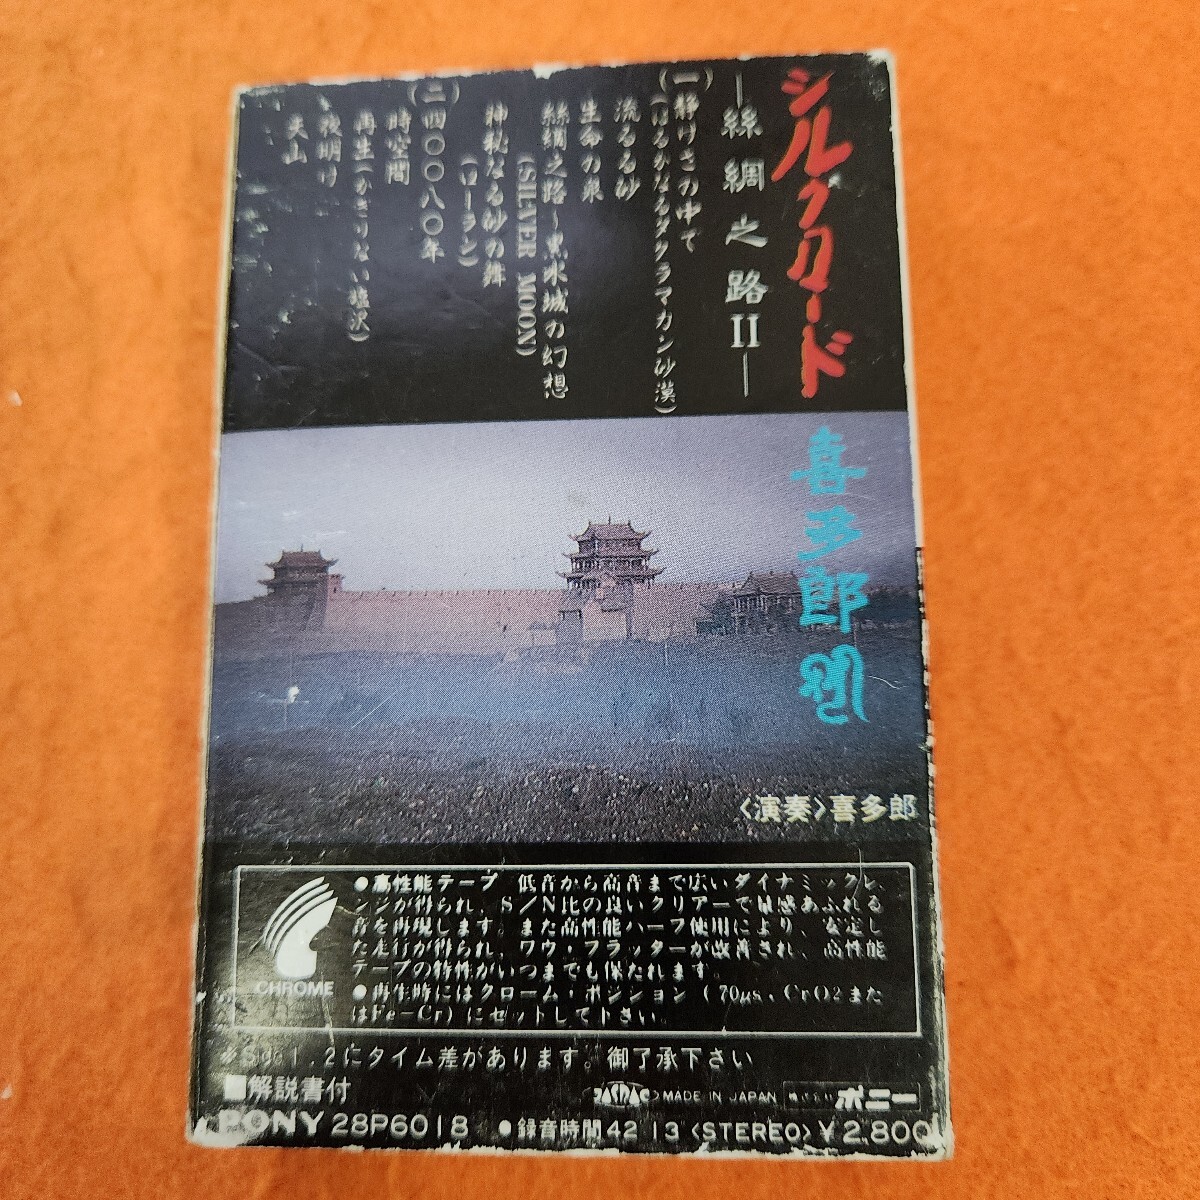 シルクロード
―絲綢之路II―
(一)静けさの中で
(はるかなるタクラマカン砂漠)
流るる砂
生命の泉
絲綢之路~黒水城の幻想
(SILVER MOON)
神秘なる砂の舞
(二)四〇〇〇八〇年
(ローラン)
時空間
再生(かぎりない塩沢)
夜明け
天山
喜多郎
<演奏>喜多郎
CHROME
●高性能テープ 低音から高音まで広いダイナミックレ
ンジが得られ、S/N比の良いクリアーで量感あふれる
音を再現します。また高性能ハーフ使用により、安定し
た走行が得られ、ワウ・フラッターが改善され、高性能
テープの特性がいつまでも保たれます。
●再生時にはクローム・ポジション(70μs、CrO2また
はFe-Cr)にセットして下さい。
※Side1.2にタイム差があります。御了承下さい
■解説書付
JASRAC MADE IN JAPAN 株式会社 ポニー
PONY 28P6018 ●録音時間42 13 <STEREO>¥2,800